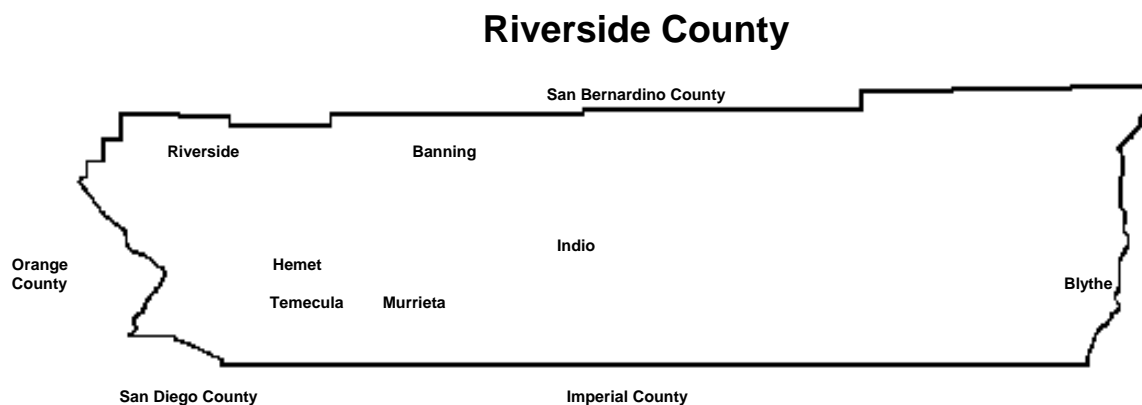 Riverside County
San Bernardino County
Riverside
Banning
Indio
Orange
County
Hemet
Blythe
Temecula
Murrieta
San Diego County
Imperial County